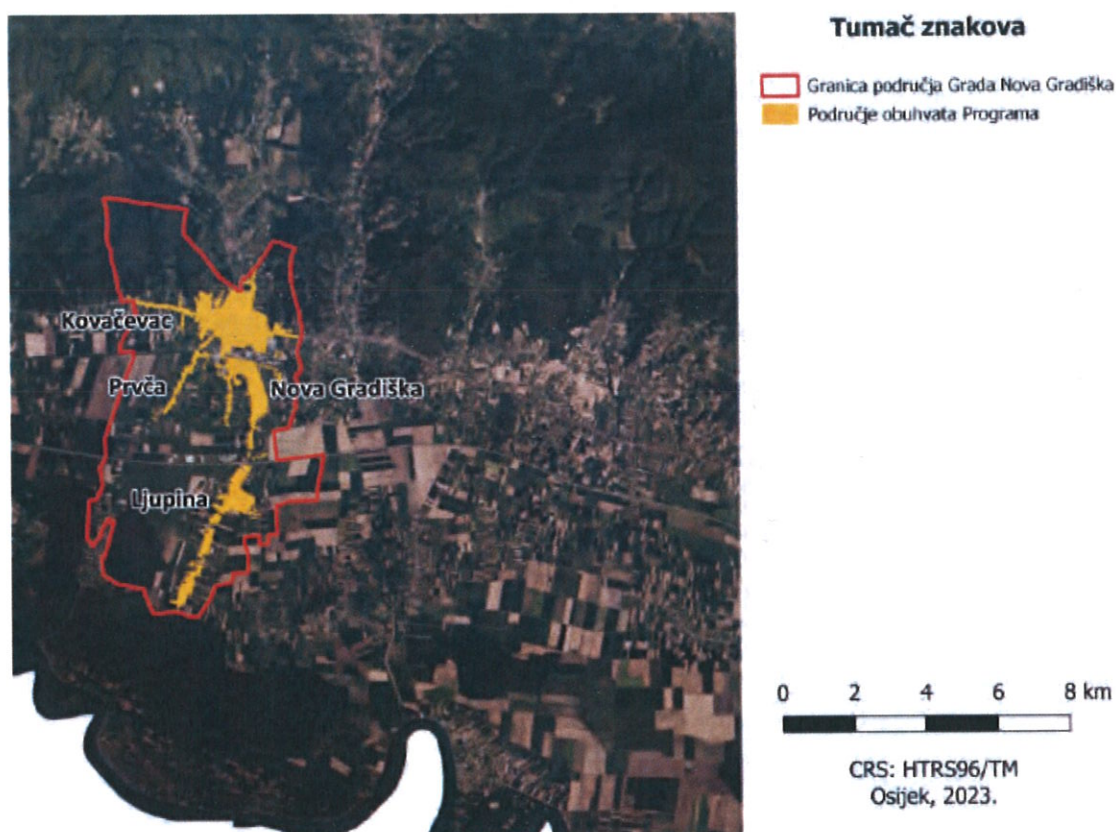 Tumač znakova
Granica područja Grada Nova Gradiška
Područje obuhvata Programa
Kovačevac
Prvča
Nova Gradiška
Ljupina
0 2 4 6 8 km
CRS: HTRS96/TM
Osijek, 2023.